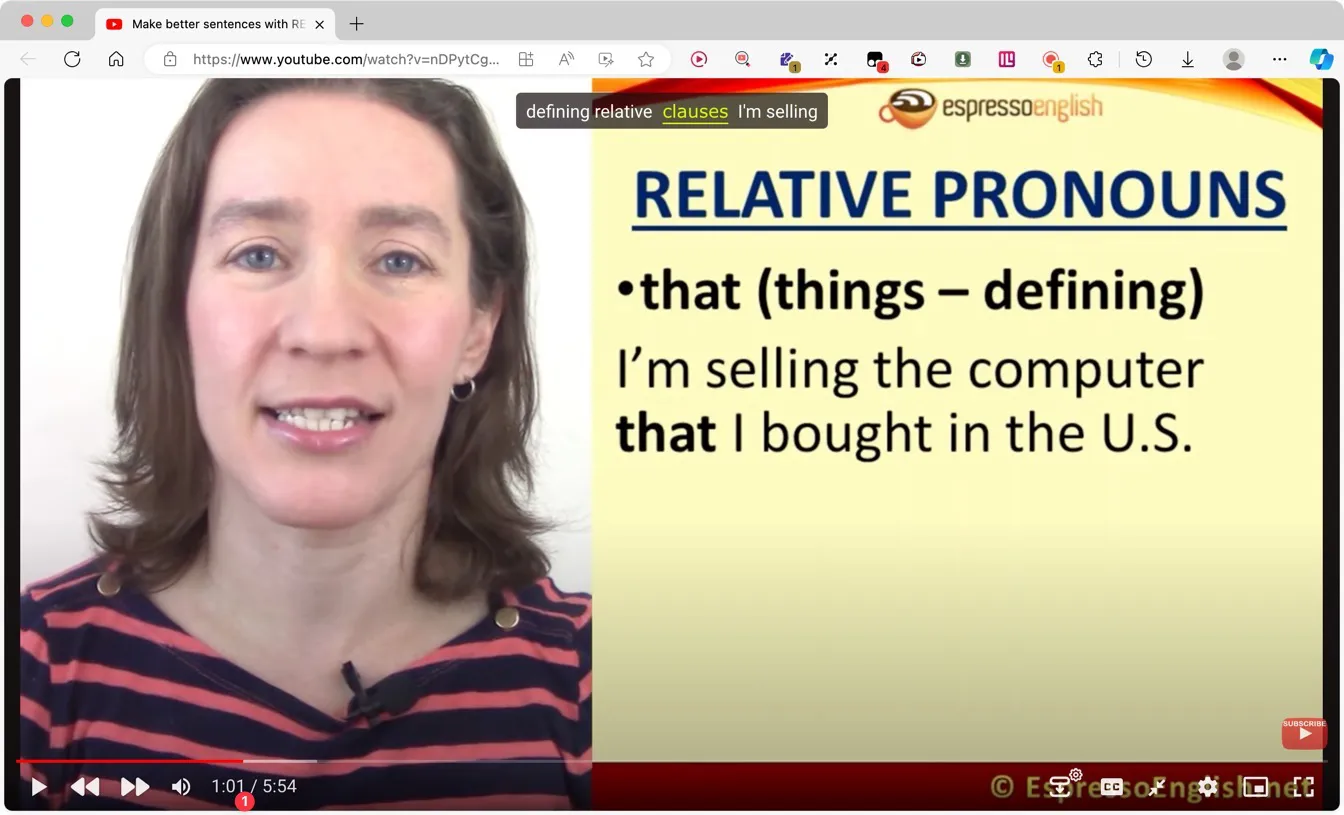 Make better sentences with RE
https://www.youtube.com/watch?v=nDPytCg...
1
4
1
defining relative clauses I'm selling
espressoenglish
RELATIVE PRONOUNS
•that (things – defining)
I'm selling the computer
that I bought in the U.S.
SUBSCRIBE
1:01 / 5:54
CC
© EspressoEnglish.net
1